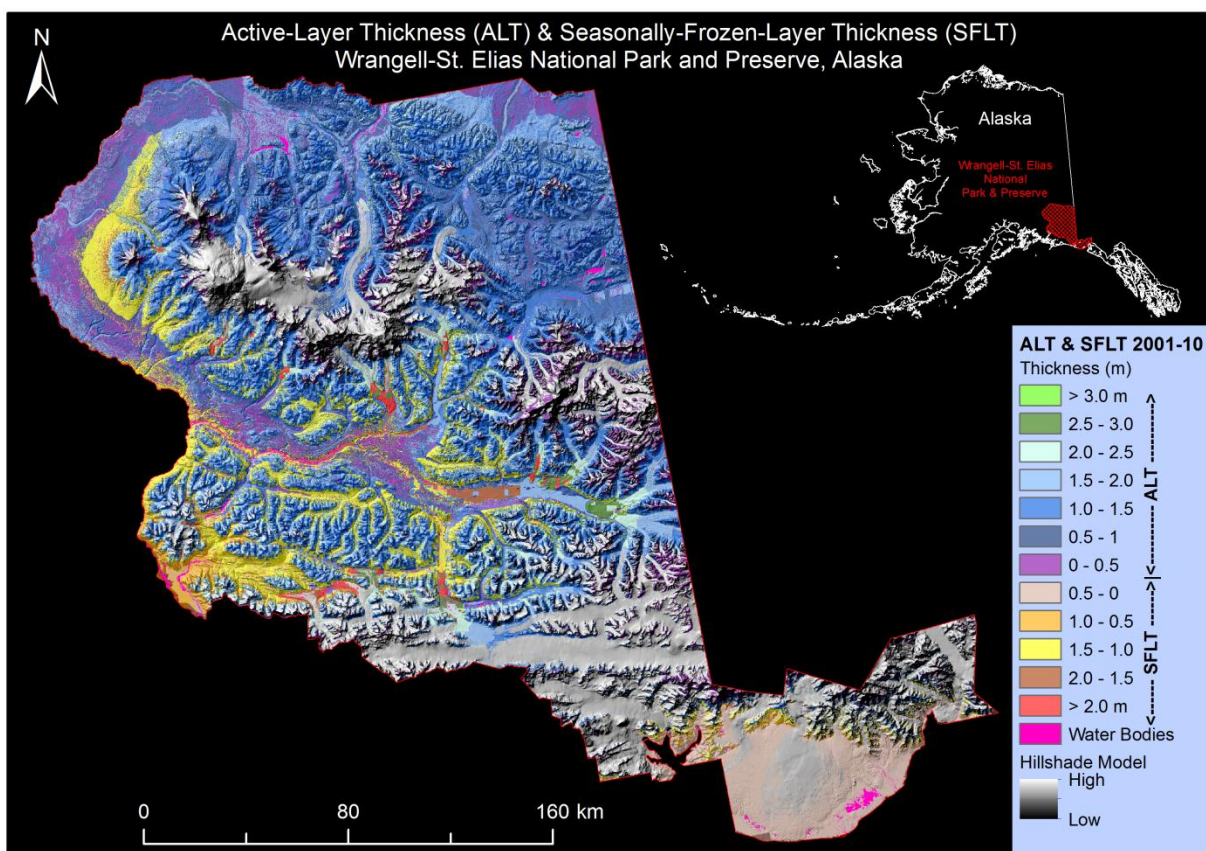 Active-Layer Thickness (ALT) & Seasonally-Frozen-Layer Thickness (SFLT)
Wrangell-St. Elias National Park and Preserve, Alaska
N
Alaska
Wrangell-St. Elias
National
Park & Preserve
ALT & SFLT 2001-10
Thickness (m)
> 3.0 m
2.5 - 3.0
2.0 - 2.5
1.5 - 2.0
1.0 - 1.5
0.5 - 1
0 - 0.5
0.5 - 0
1.0 - 0.5
1.5 - 1.0
2.0 - 1.5
> 2.0 m
Water Bodies
ALT
SFLT
Hillshade Model
High
Low
0 80 160 km